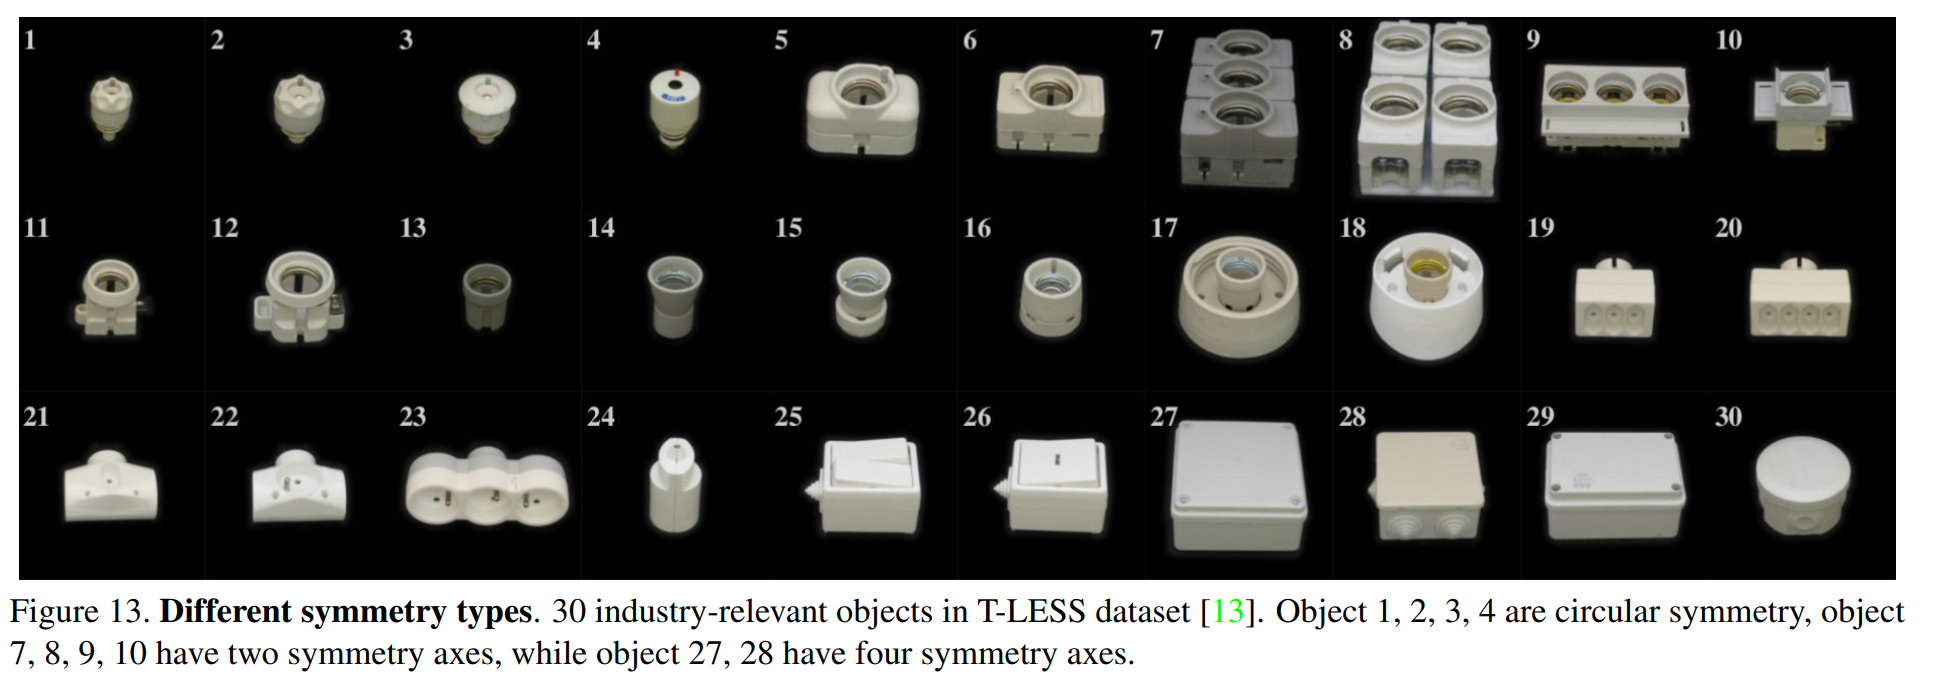 1 2 3 4 5 6 7 8 9 10
11 12 13 14 15 16 17 18 19 20
21 22 23 24 25 26 27 28 29 30
Figure 13. Different symmetry types. 30 industry-relevant objects in T-LESS dataset [13]. Object 1, 2, 3, 4 are circular symmetry, object
7, 8, 9, 10 have two symmetry axes, while object 27, 28 have four symmetry axes.